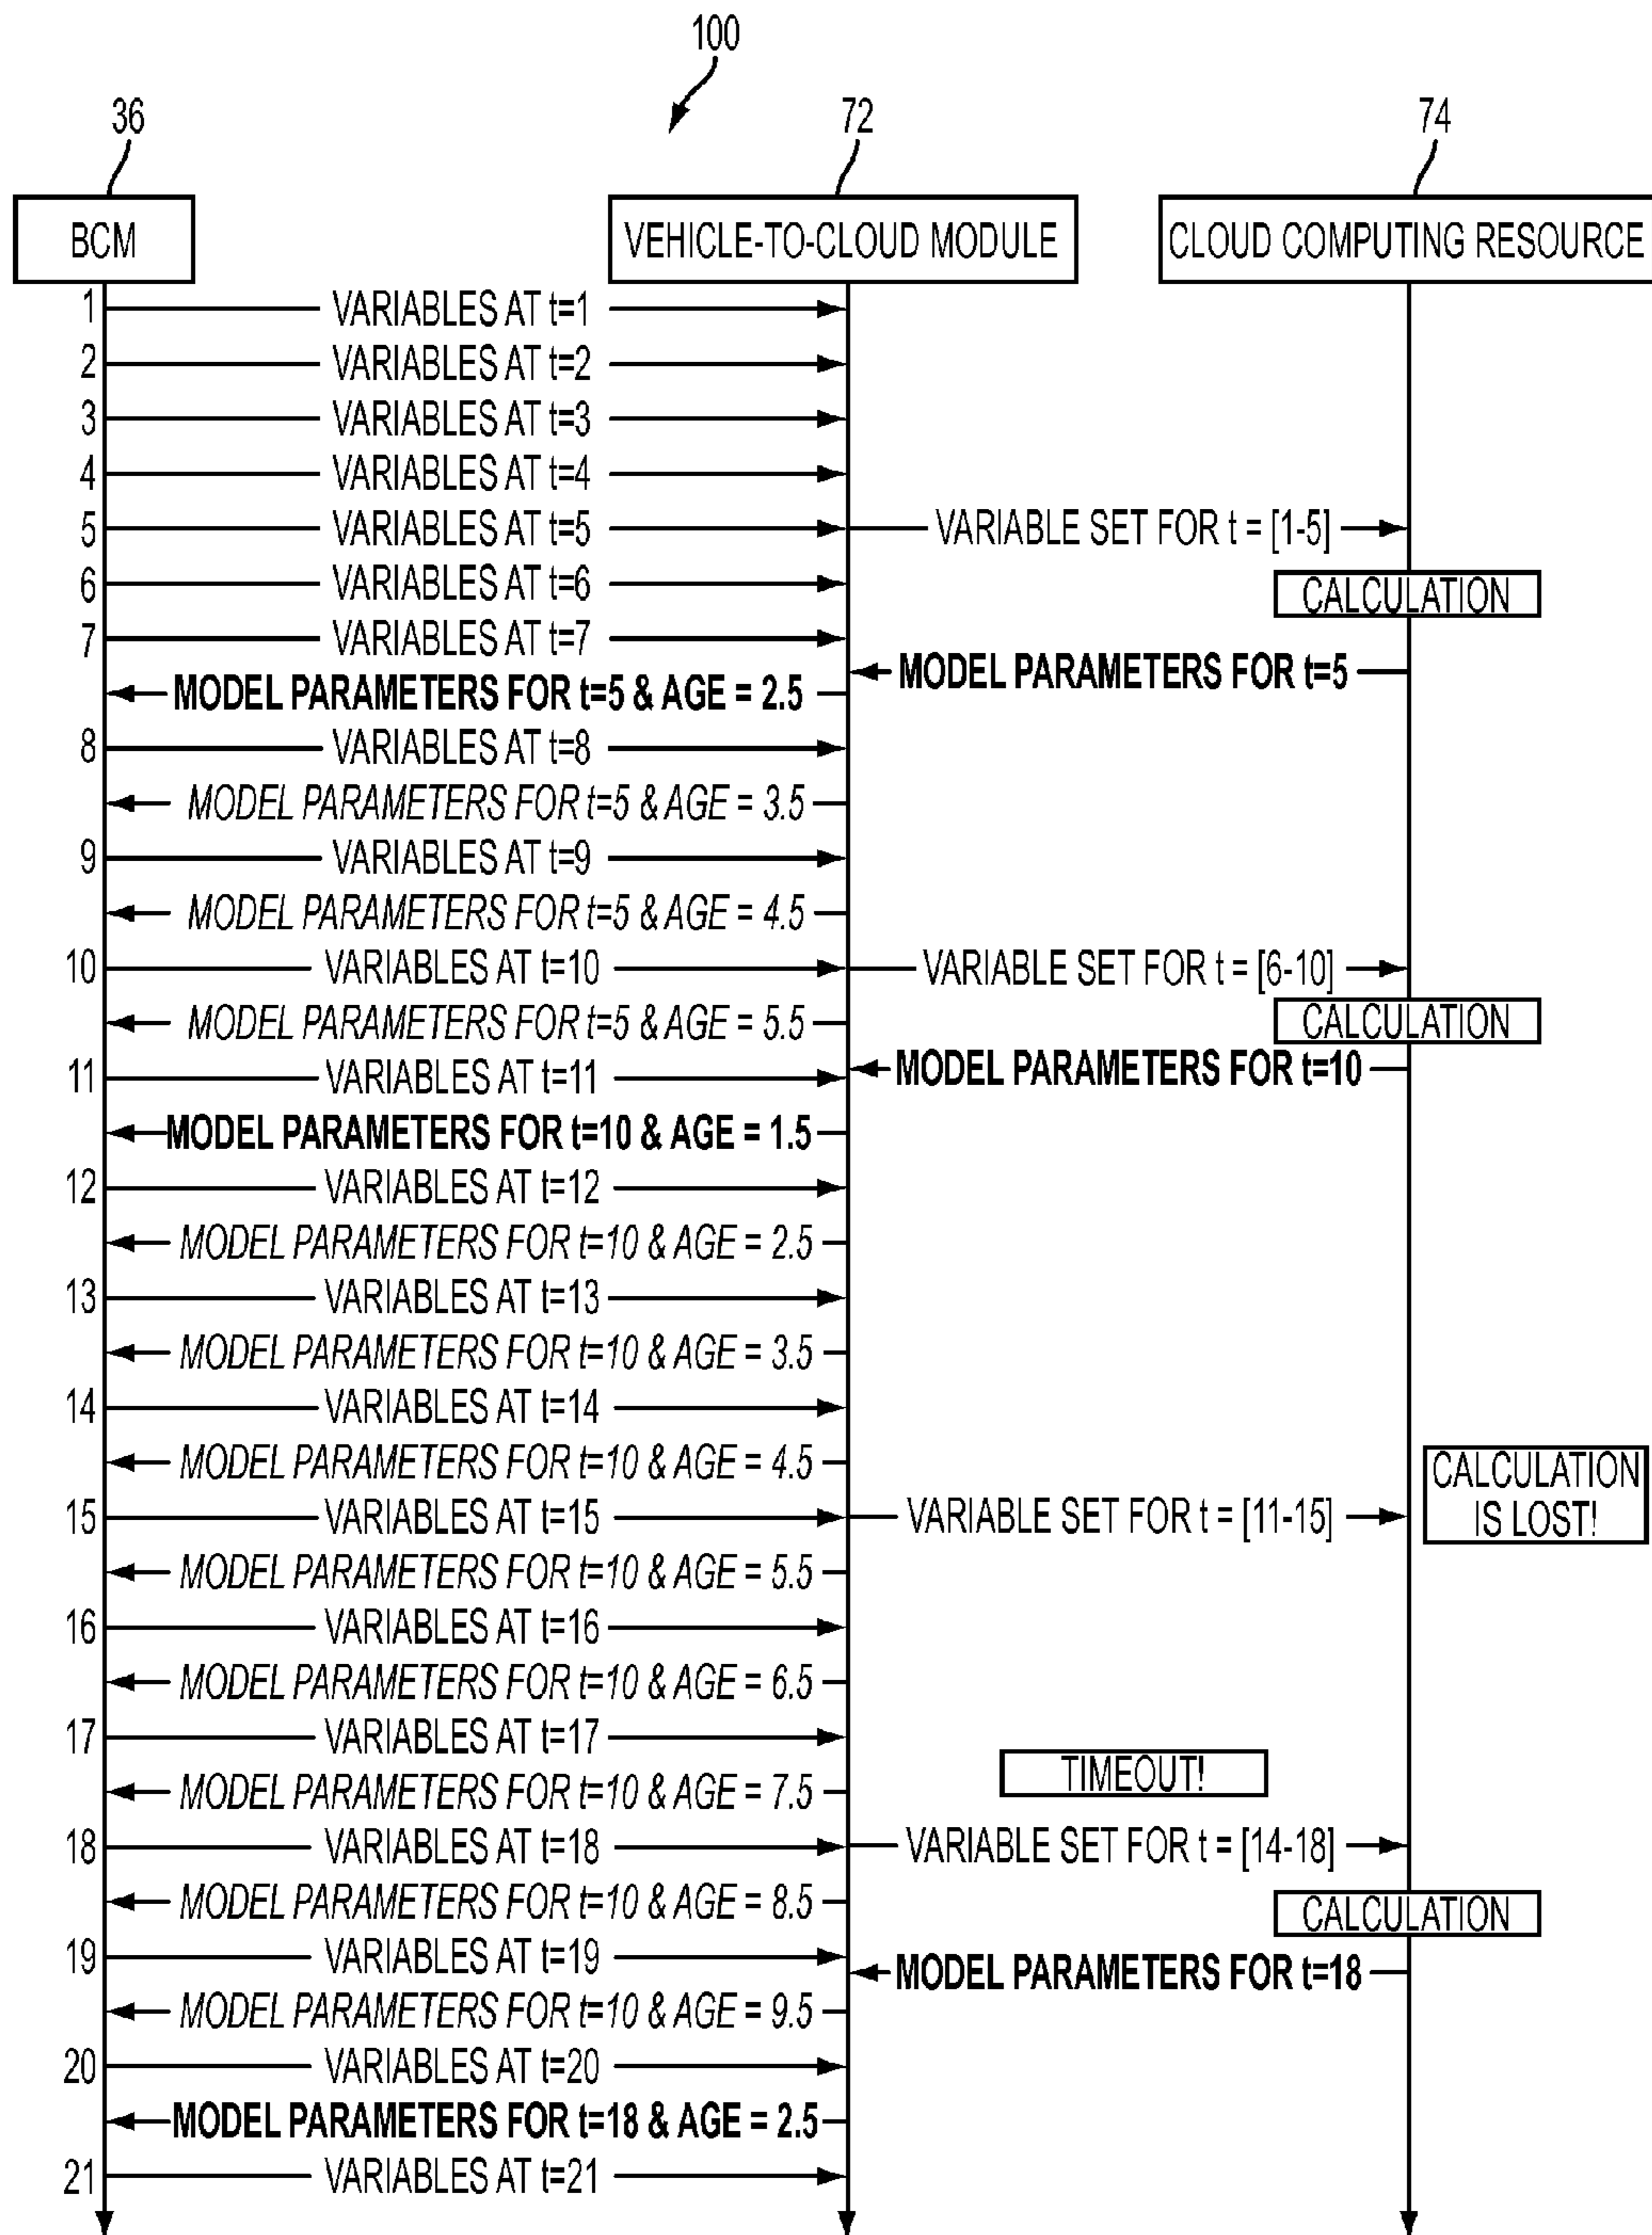 100
36
72
74
BCM
VEHICLE-TO-CLOUD MODULE
CLOUD COMPUTING RESOURCE
1 VARIABLES AT t=1
2 VARIABLES AT t=2
3 VARIABLES AT t=3
4 VARIABLES AT t=4
5 VARIABLES AT t=5 VARIABLE SET FOR t = [1-5]
6 VARIABLES AT t=6 CALCULATION
7 VARIABLES AT t=7
MODEL PARAMETERS FOR t=5
MODEL PARAMETERS FOR t=5 & AGE = 2.5
8 VARIABLES AT t=8
MODEL PARAMETERS FOR t=5 & AGE = 3.5
9 VARIABLES AT t=9
MODEL PARAMETERS FOR t=5 & AGE = 4.5
10 VARIABLES AT t=10 VARIABLE SET FOR t = [6-10]
MODEL PARAMETERS FOR t=5 & AGE = 5.5 CALCULATION
11 VARIABLES AT t=11 MODEL PARAMETERS FOR t=10
MODEL PARAMETERS FOR t=10 & AGE = 1.5
12 VARIABLES AT t=12
MODEL PARAMETERS FOR t=10 & AGE = 2.5
13 VARIABLES AT t=13
MODEL PARAMETERS FOR t=10 & AGE = 3.5
14 VARIABLES AT t=14
MODEL PARAMETERS FOR t=10 & AGE = 4.5
CALCULATION
IS LOST!
15 VARIABLES AT t=15 VARIABLE SET FOR t = [11-15]
MODEL PARAMETERS FOR t=10 & AGE = 5.5
16 VARIABLES AT t=16
MODEL PARAMETERS FOR t=10 & AGE = 6.5
17 VARIABLES AT t=17
TIMEOUT!
MODEL PARAMETERS FOR t=10 & AGE = 7.5
18 VARIABLES AT t=18 VARIABLE SET FOR t = [14-18]
MODEL PARAMETERS FOR t=10 & AGE = 8.5 CALCULATION
19 VARIABLES AT t=19 MODEL PARAMETERS FOR t=18
MODEL PARAMETERS FOR t=10 & AGE = 9.5
20 VARIABLES AT t=20
MODEL PARAMETERS FOR t=18 & AGE = 2.5
21 VARIABLES AT t=21